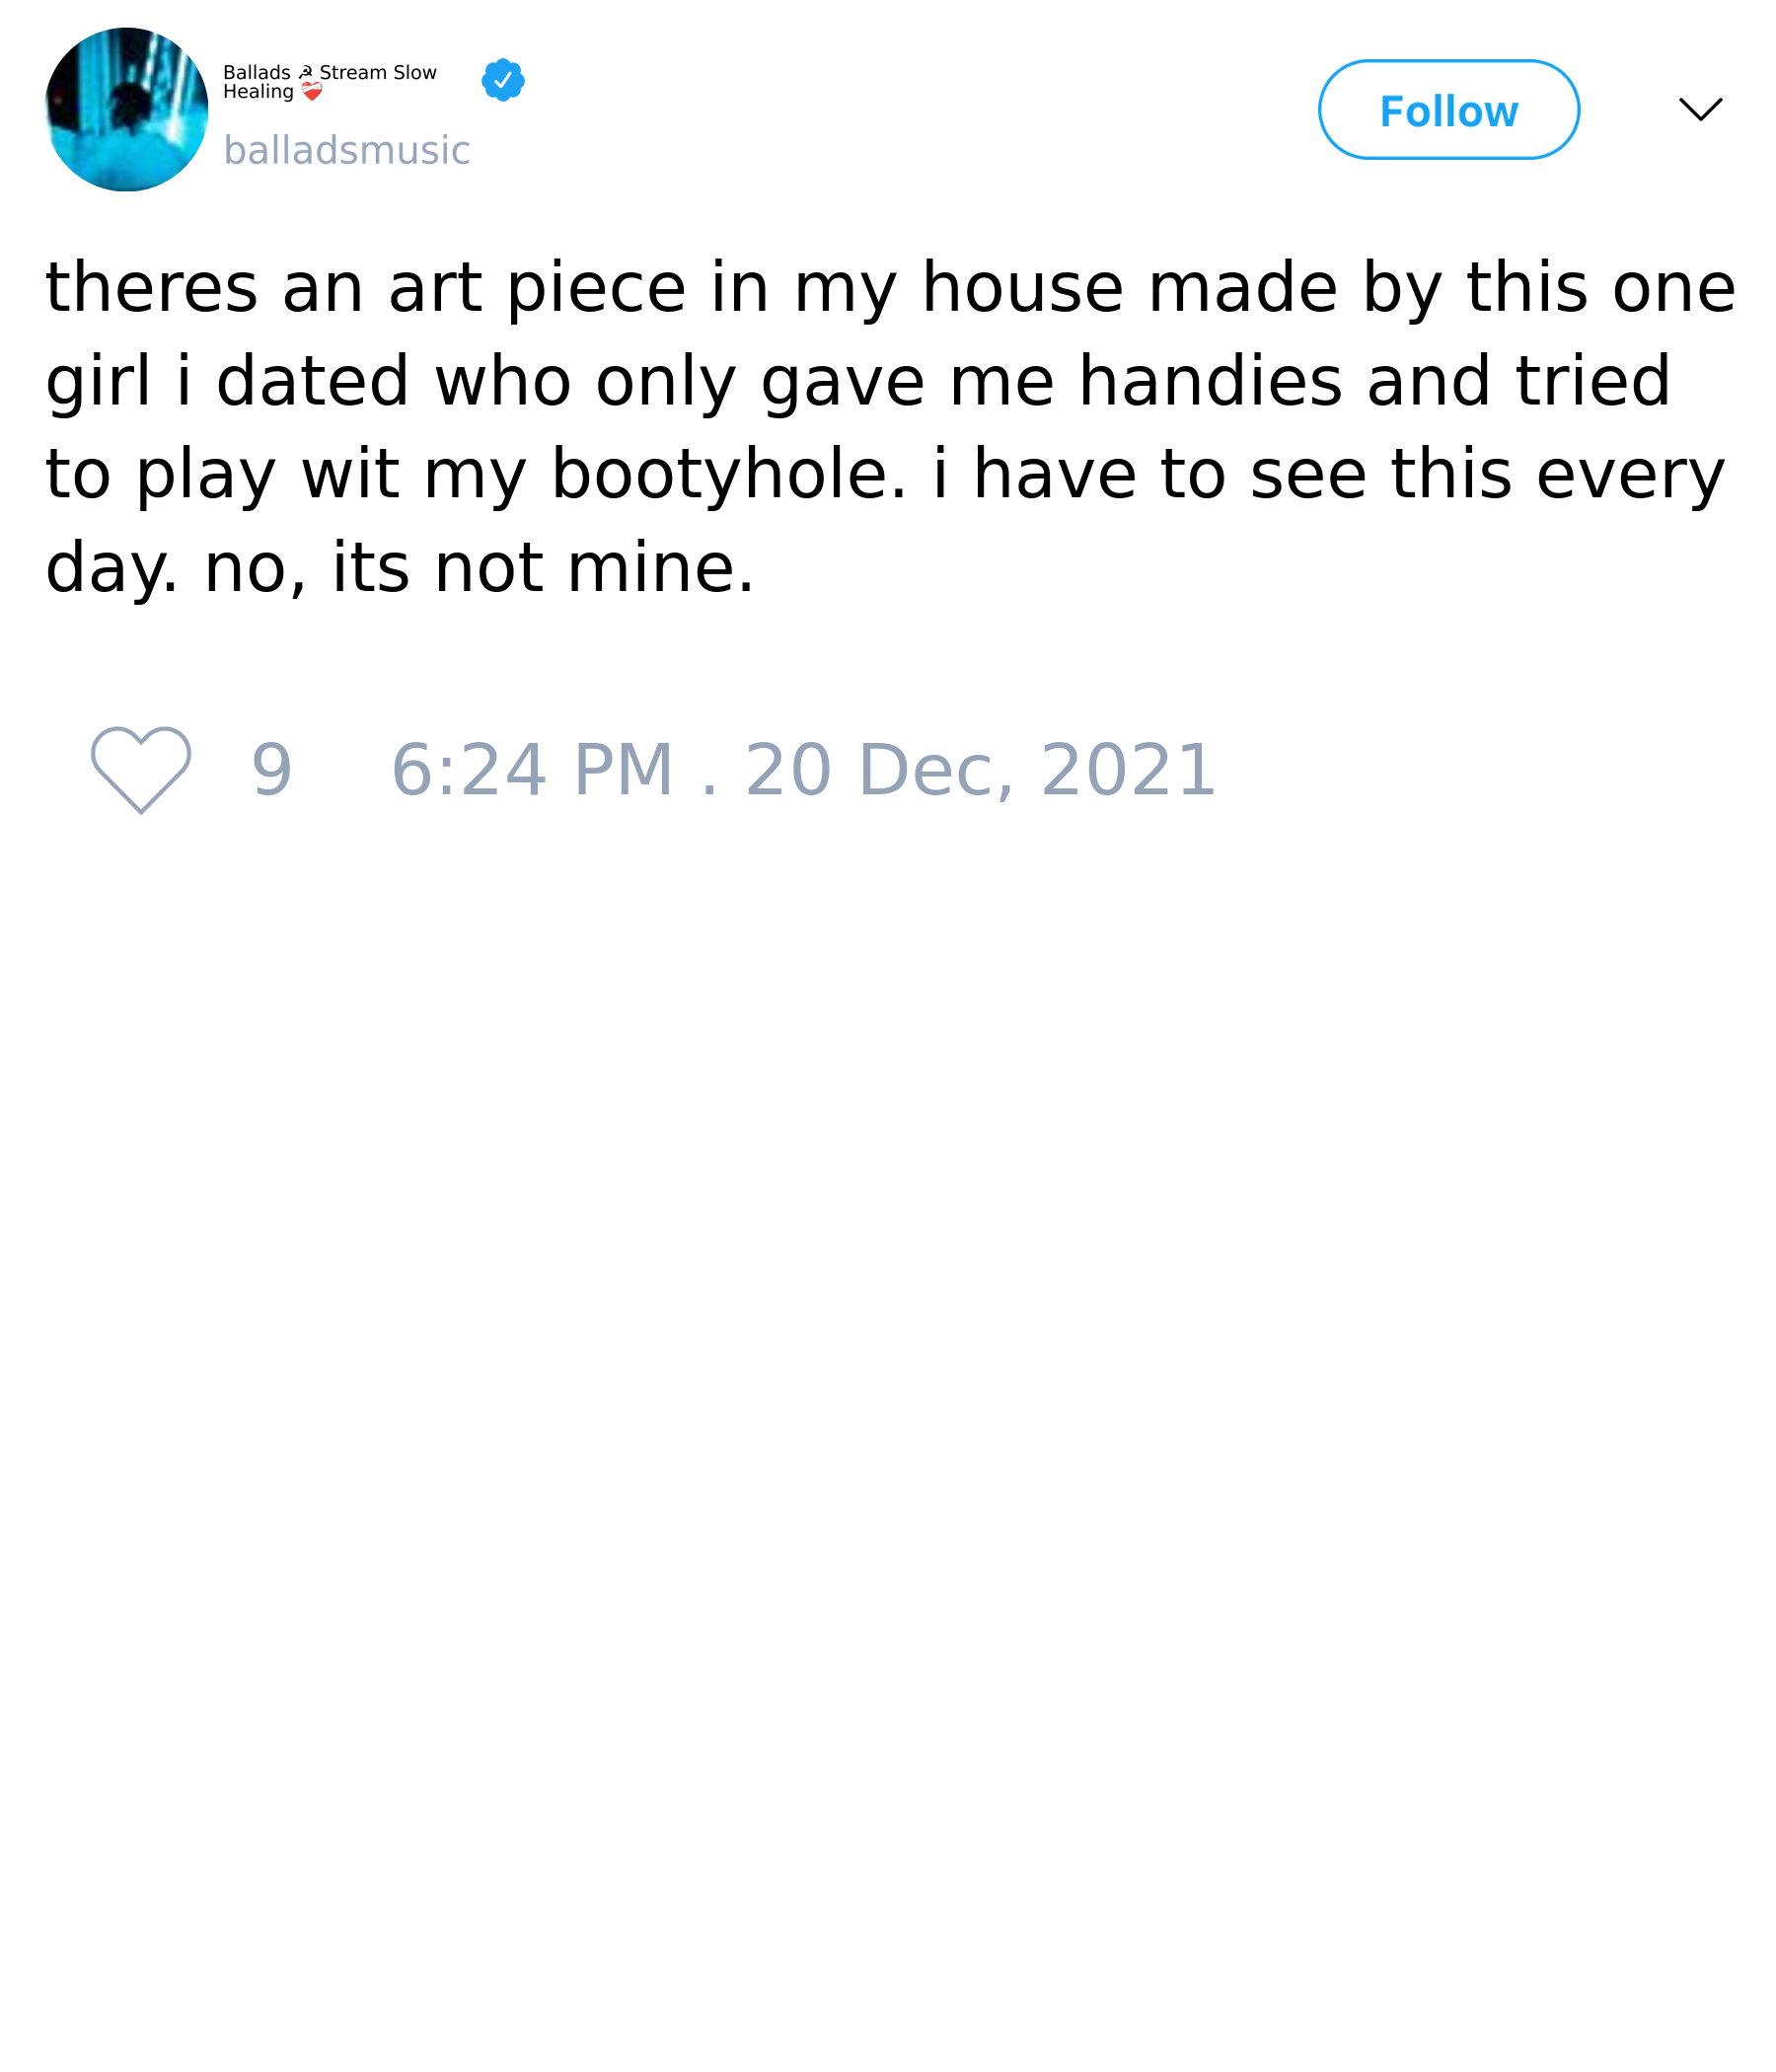 Ballads ☭ Stream Slow
Healing ❤️‍🩹
balladsmusic
Follow
theres an art piece in my house made by this one
girl i dated who only gave me handies and tried
to play wit my bootyhole. i have to see this every
day. no, its not mine.
9 6:24 PM . 20 Dec, 2021